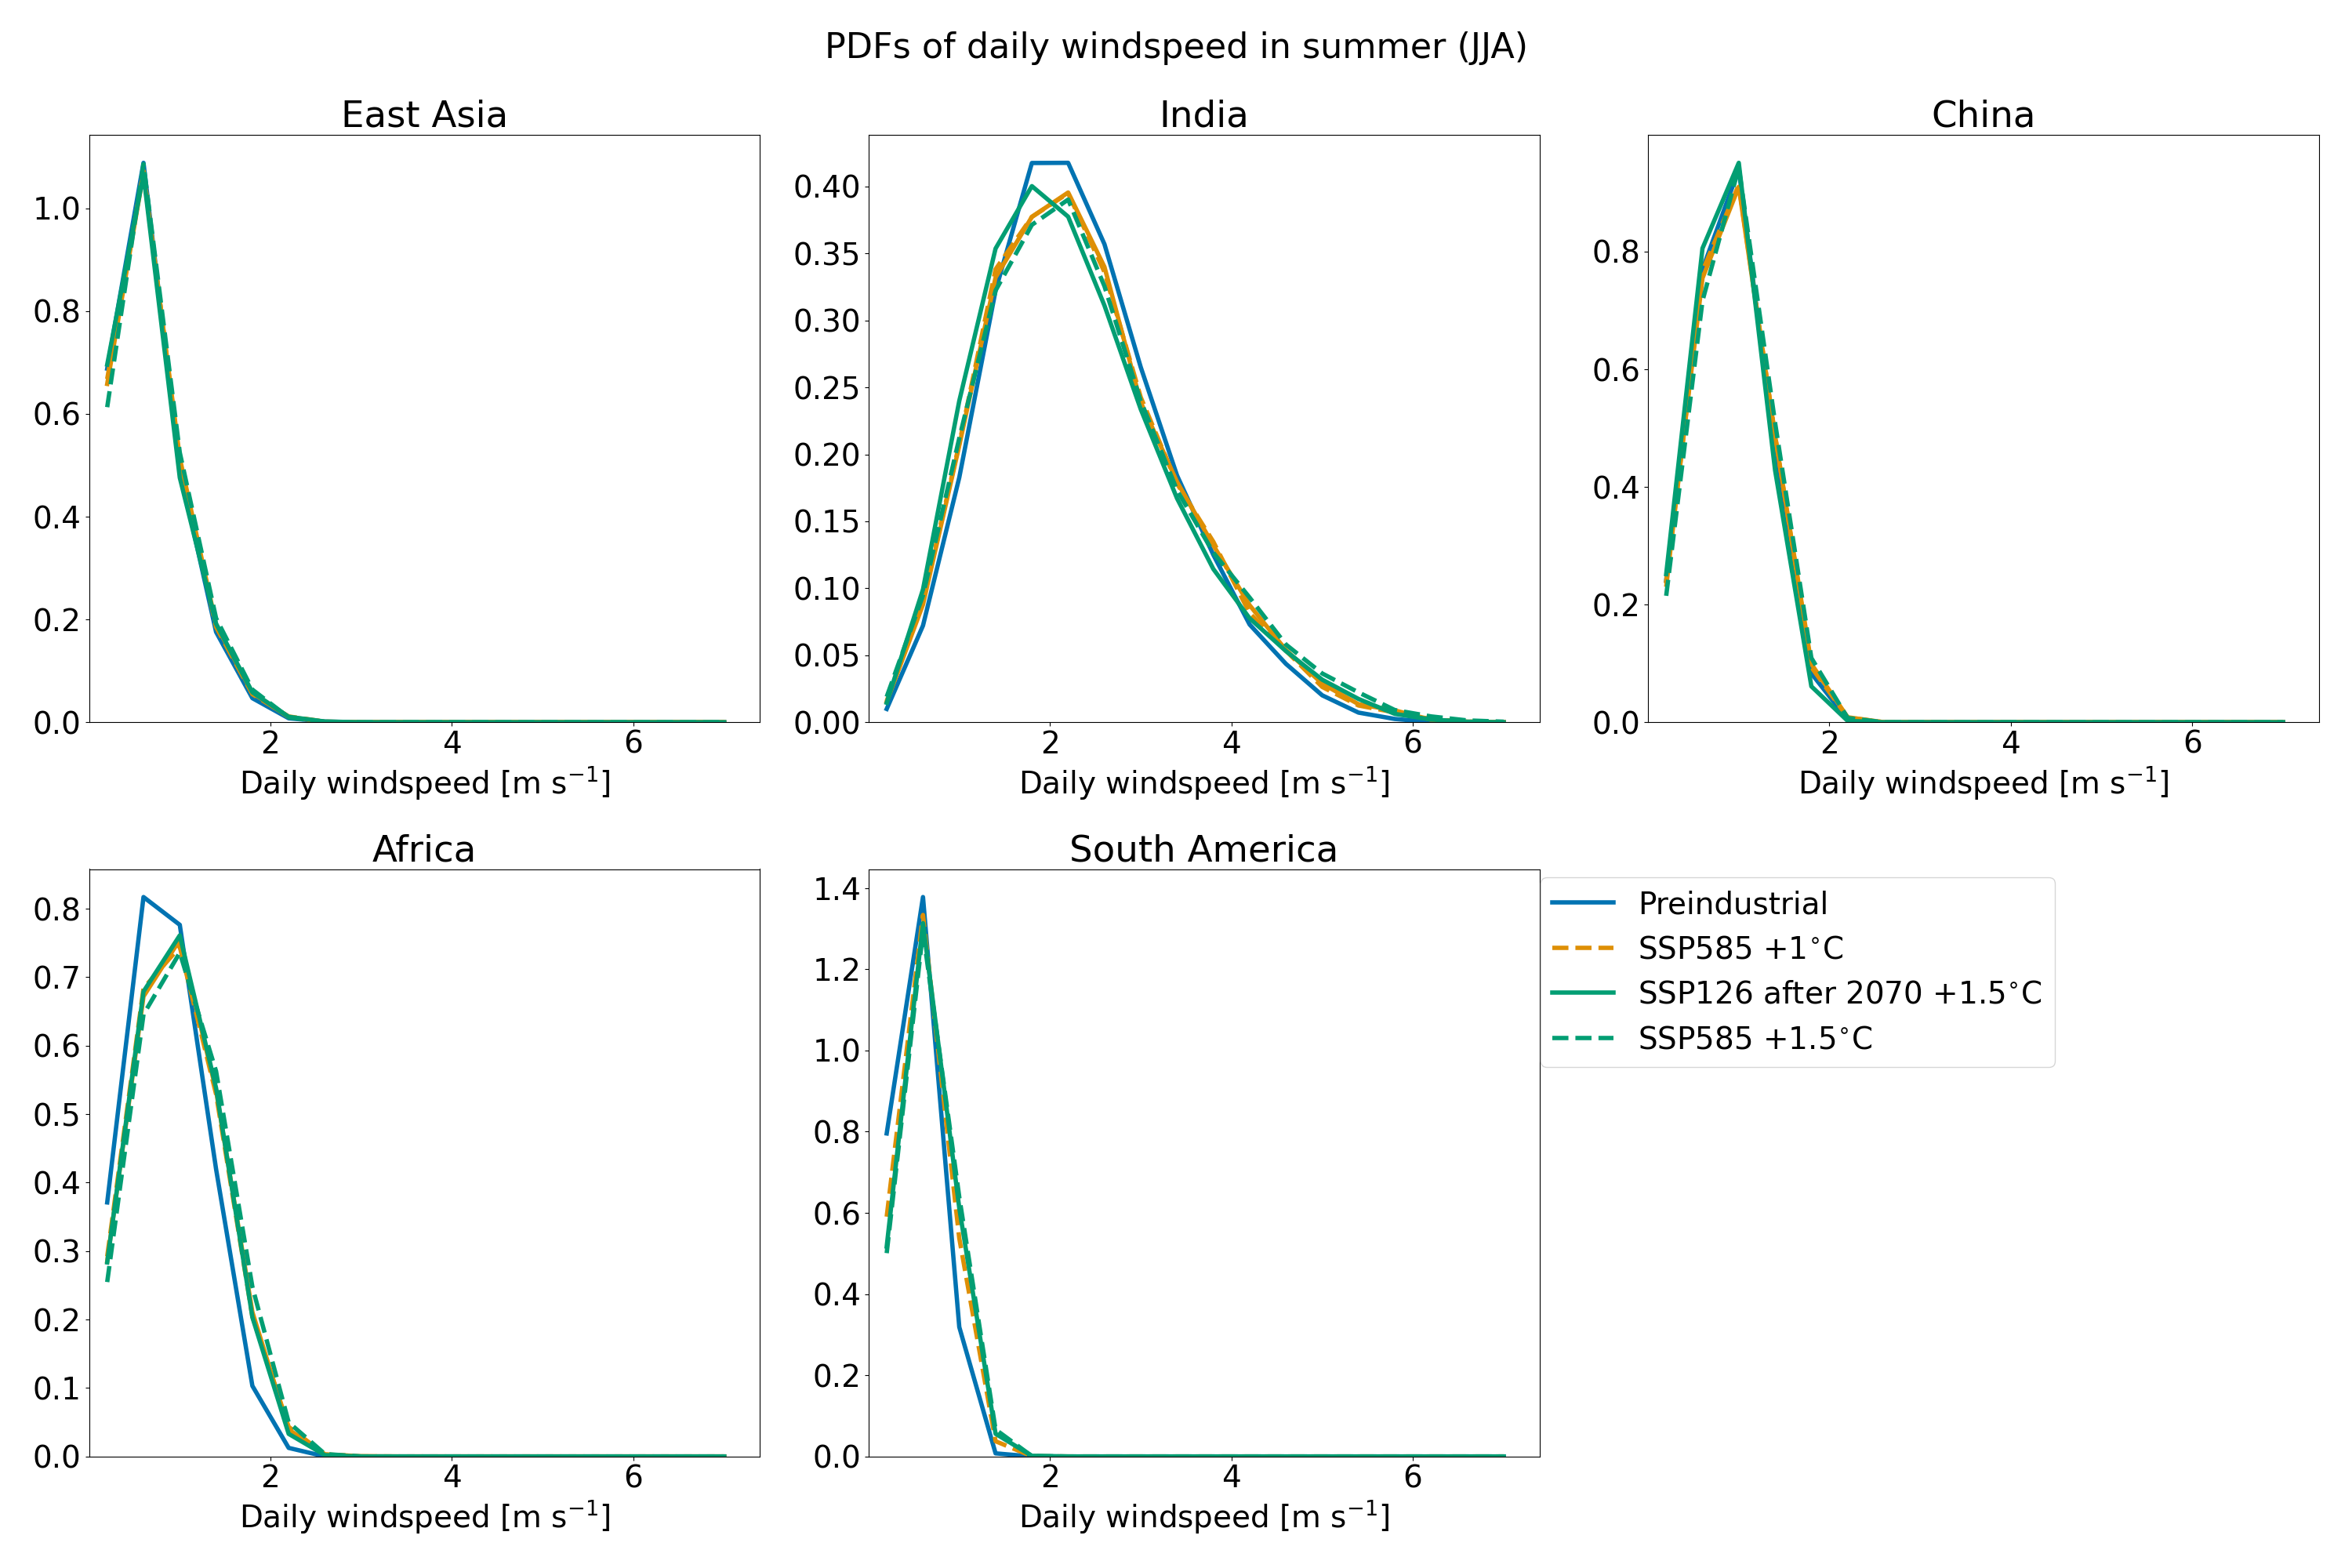 PDFs of daily windspeed in summer (JJA)
East Asia
1.0
0.8
0.6
0.4
0.2
0.0
2 4 6
Daily windspeed [m s⁻¹]
India
0.40
0.35
0.30
0.25
0.20
0.15
0.10
0.05
0.00
2 4 6
Daily windspeed [m s⁻¹]
China
0.8
0.6
0.4
0.2
0.0
2 4 6
Daily windspeed [m s⁻¹]
Africa
0.8
0.7
0.6
0.5
0.4
0.3
0.2
0.1
0.0
2 4 6
Daily windspeed [m s⁻¹]
South America
1.4
1.2
1.0
0.8
0.6
0.4
0.2
0.0
2 4 6
Daily windspeed [m s⁻¹]
Preindustrial
SSP585 +1°C
SSP126 after 2070 +1.5°C
SSP585 +1.5°C